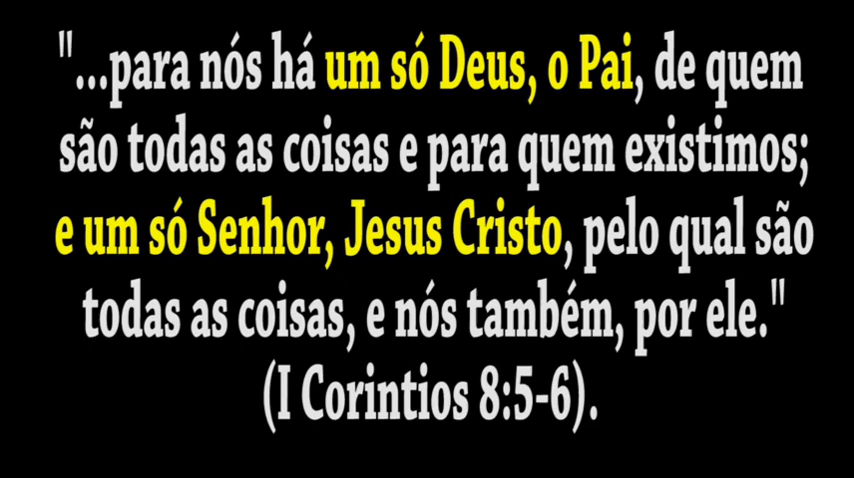 "...para nós há um só Deus, o Pai, de quem
são todas as coisas e para quem existimos;
e um só Senhor, Jesus Cristo, pelo qual são
todas as coisas, e nós também, por ele."
(I Corintios 8:5-6).